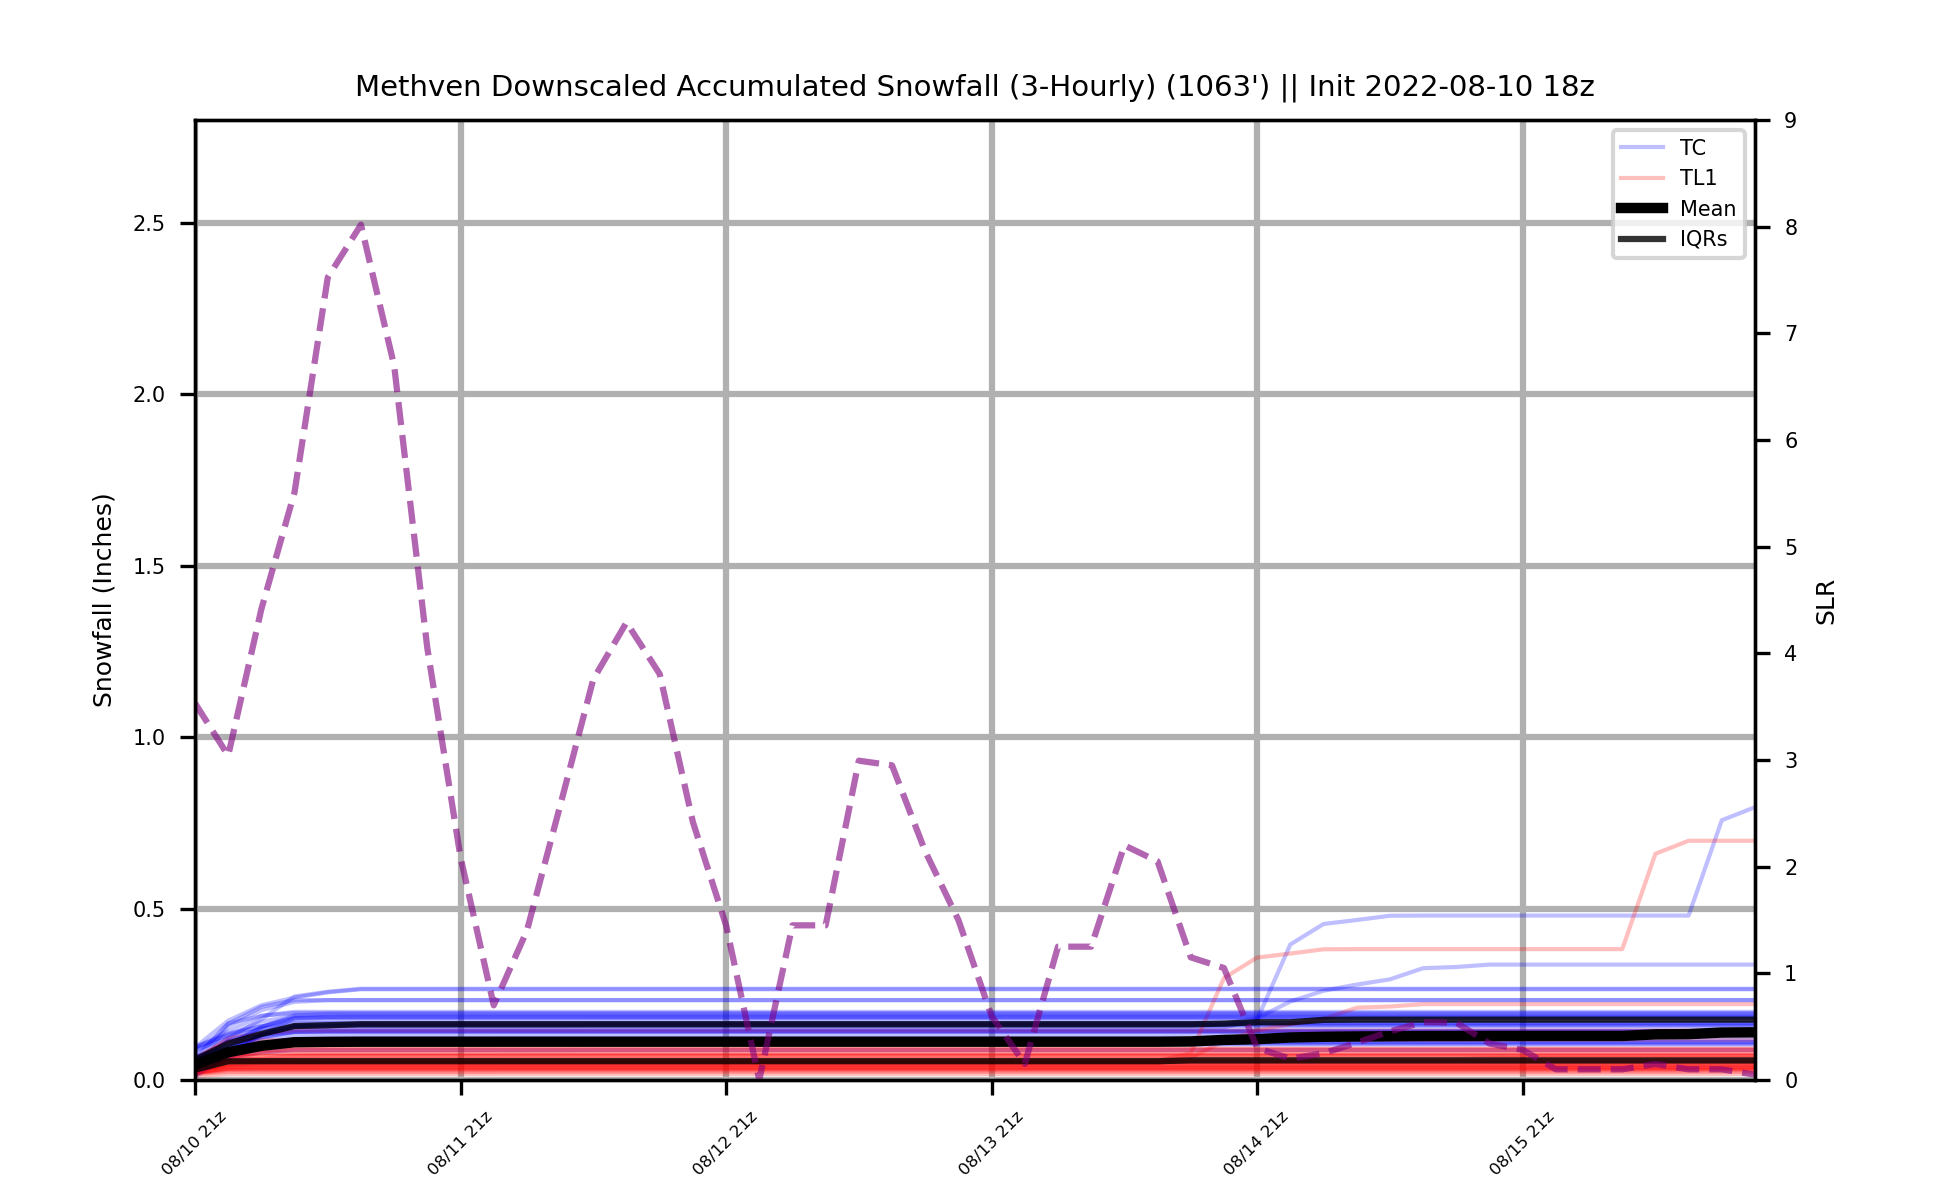 Methven Downscaled Accumulated Snowfall (3-Hourly) (1063') || Init 2022-08-10 18z
TC
TL1
Mean
IQRs
Snowfall (Inches)
2.5
2.0
1.5
1.0
0.5
0.0
9
8
7
6
5
4
3
2
1
0
SLR
08/10 21z
08/11 21z
08/12 21z
08/13 21z
08/14 21z
08/15 21z